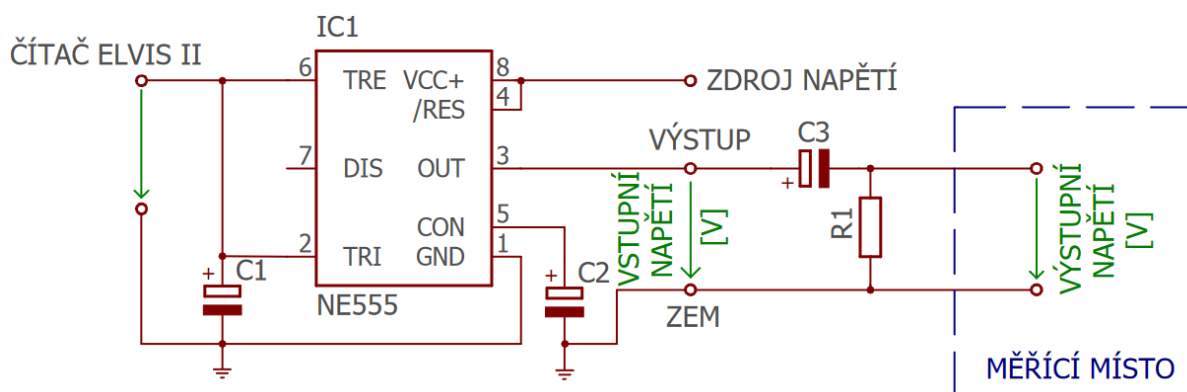 IC1
ČÍTAČ ELVIS II
6
TRE
VCC+
8
ZDROJ NAPĚTÍ
/RES
4
7
DIS
OUT
3
VÝSTUP
C3
+
CON
5
2
TRI
GND
1
+
C1
NE555
+
C2
ZEM
VSTUPNÍ
NAPĚTÍ
[V]
R1
VÝSTUPNÍ
NAPĚTÍ
[V]
MĚŘÍCÍ MÍSTO